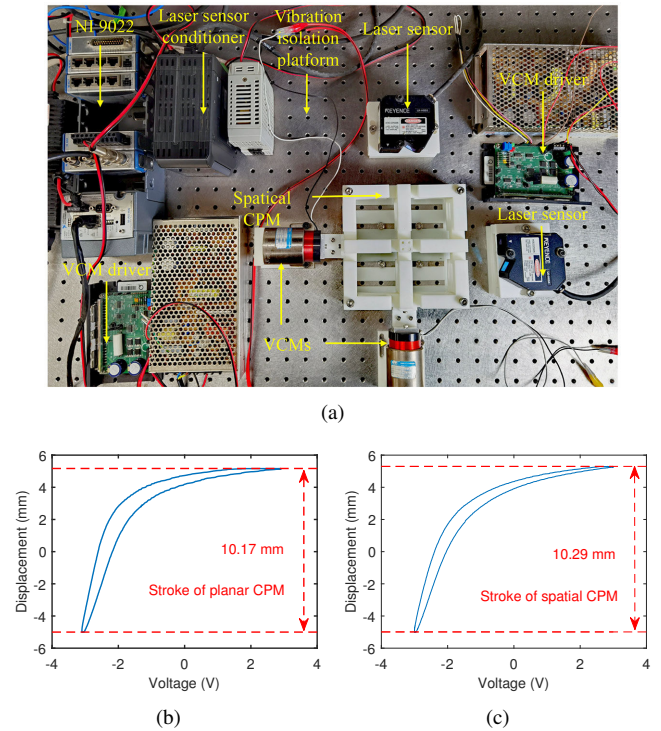 NI 9022
Laser sensor
conditioner
Vibration
isolation
platform
Laser sensor
VCM driver
KEYENCE
Spatical
CPM
Laser sensor
KEYENCE
VCM driver
VCMs
(a)
6
4
2
0
-2
-4
-6
Displacement (mm)
10.17 mm
Stroke of planar CPM
-4
-2
0
2
4
Voltage (V)
(b)
6
4
2
0
-2
-4
-6
Displacement (mm)
10.29 mm
Stroke of spatial CPM
-4
-2
0
2
4
Voltage (V)
(c)